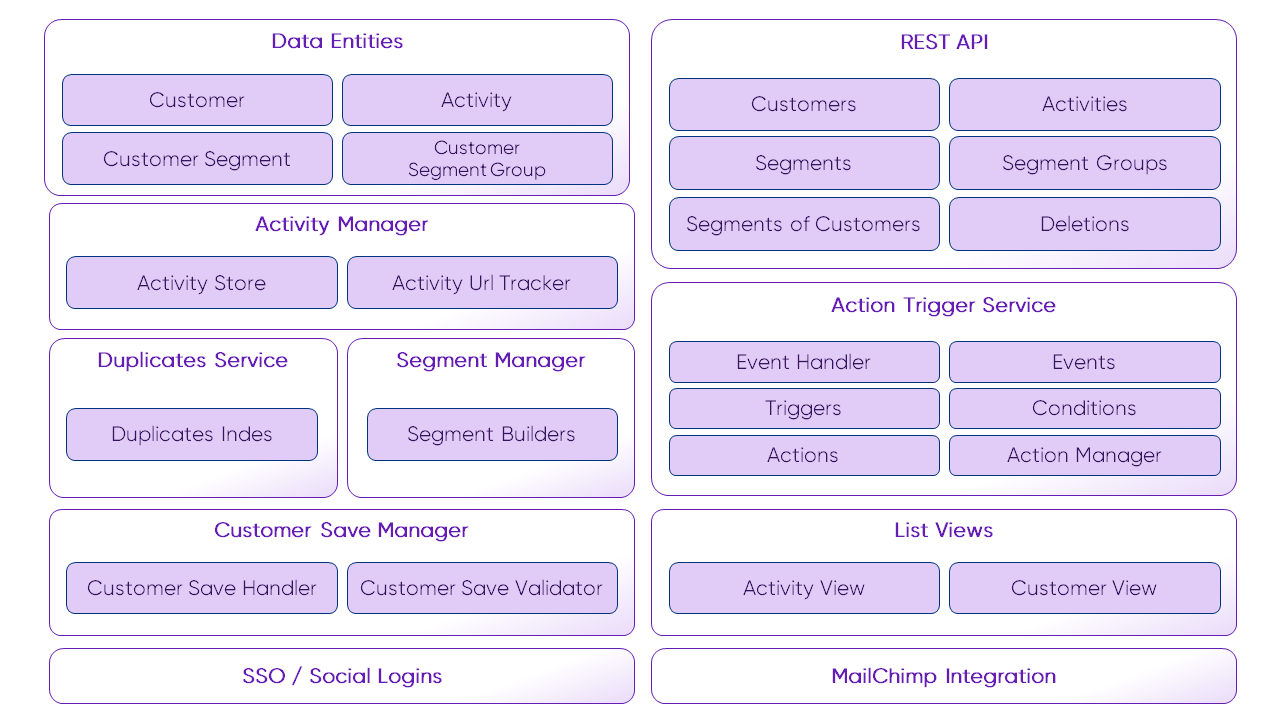 Data Entities
Customer
Activity
Customer Segment
Customer
Segment Group
Activity Manager
Activity Store
Activity Url Tracker
Duplicates Service
Duplicates Indes
Segment Manager
Segment Builders
Customer Save Manager
Customer Save Handler
Customer Save Validator
SSO / Social Logins
REST API
Customers
Activities
Segments
Segment Groups
Segments of Customers
Deletions
Action Trigger Service
Event Handler
Events
Triggers
Conditions
Actions
Action Manager
List Views
Activity View
Customer View
MailChimp Integration